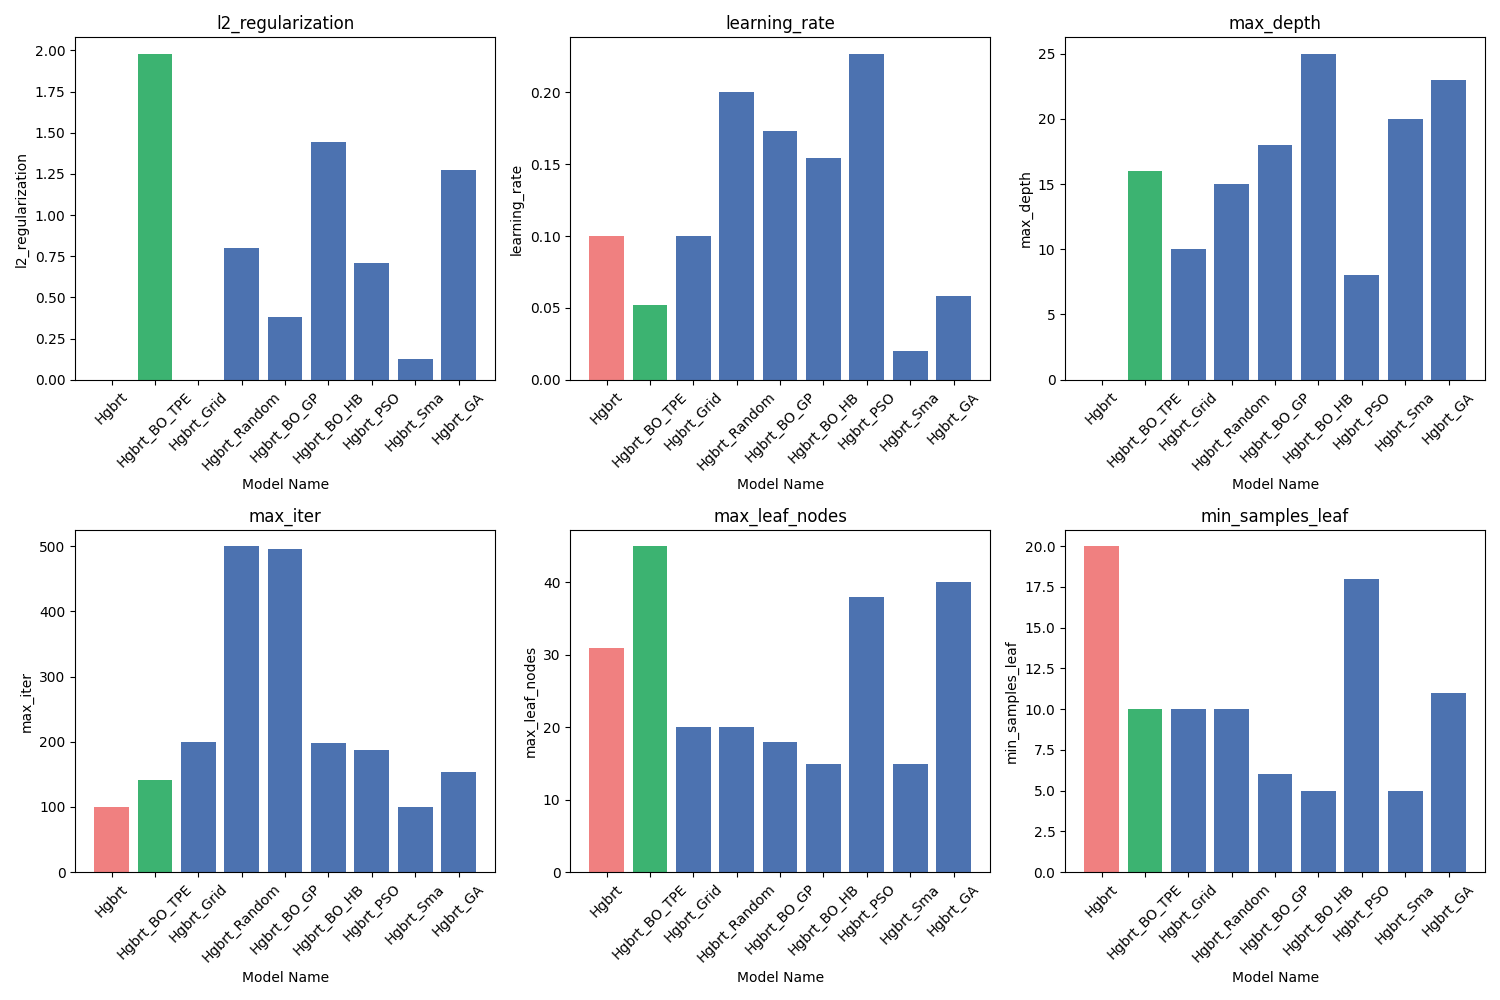 l2_regularization
l2_regularization
2.00
1.75
1.50
1.25
1.00
0.75
0.50
0.25
0.00
Hgbrt
Hgbrt_BO_TPE
Hgbrt_Grid
Hgbrt_Random
Hgbrt_BO_GP
Hgbrt_BO_HB
Hgbrt_PSO
Hgbrt_Sma
Hgbrt_GA
Model Name
learning_rate
learning_rate
0.20
0.15
0.10
0.05
0.00
Hgbrt
Hgbrt_BO_TPE
Hgbrt_Grid
Hgbrt_Random
Hgbrt_BO_GP
Hgbrt_BO_HB
Hgbrt_PSO
Hgbrt_Sma
Hgbrt_GA
Model Name
max_depth
max_depth
25
20
15
10
5
0
Hgbrt
Hgbrt_BO_TPE
Hgbrt_Grid
Hgbrt_Random
Hgbrt_BO_GP
Hgbrt_BO_HB
Hgbrt_PSO
Hgbrt_Sma
Hgbrt_GA
Model Name
max_iter
max_iter
500
400
300
200
100
0
Hgbrt
Hgbrt_BO_TPE
Hgbrt_Grid
Hgbrt_Random
Hgbrt_BO_GP
Hgbrt_BO_HB
Hgbrt_PSO
Hgbrt_Sma
Hgbrt_GA
Model Name
max_leaf_nodes
max_leaf_nodes
40
30
20
10
0
Hgbrt
Hgbrt_BO_TPE
Hgbrt_Grid
Hgbrt_Random
Hgbrt_BO_GP
Hgbrt_BO_HB
Hgbrt_PSO
Hgbrt_Sma
Hgbrt_GA
Model Name
min_samples_leaf
min_samples_leaf
20.0
17.5
15.0
12.5
10.0
7.5
5.0
2.5
0.0
Hgbrt
Hgbrt_BO_TPE
Hgbrt_Grid
Hgbrt_Random
Hgbrt_BO_GP
Hgbrt_BO_HB
Hgbrt_PSO
Hgbrt_Sma
Hgbrt_GA
Model Name